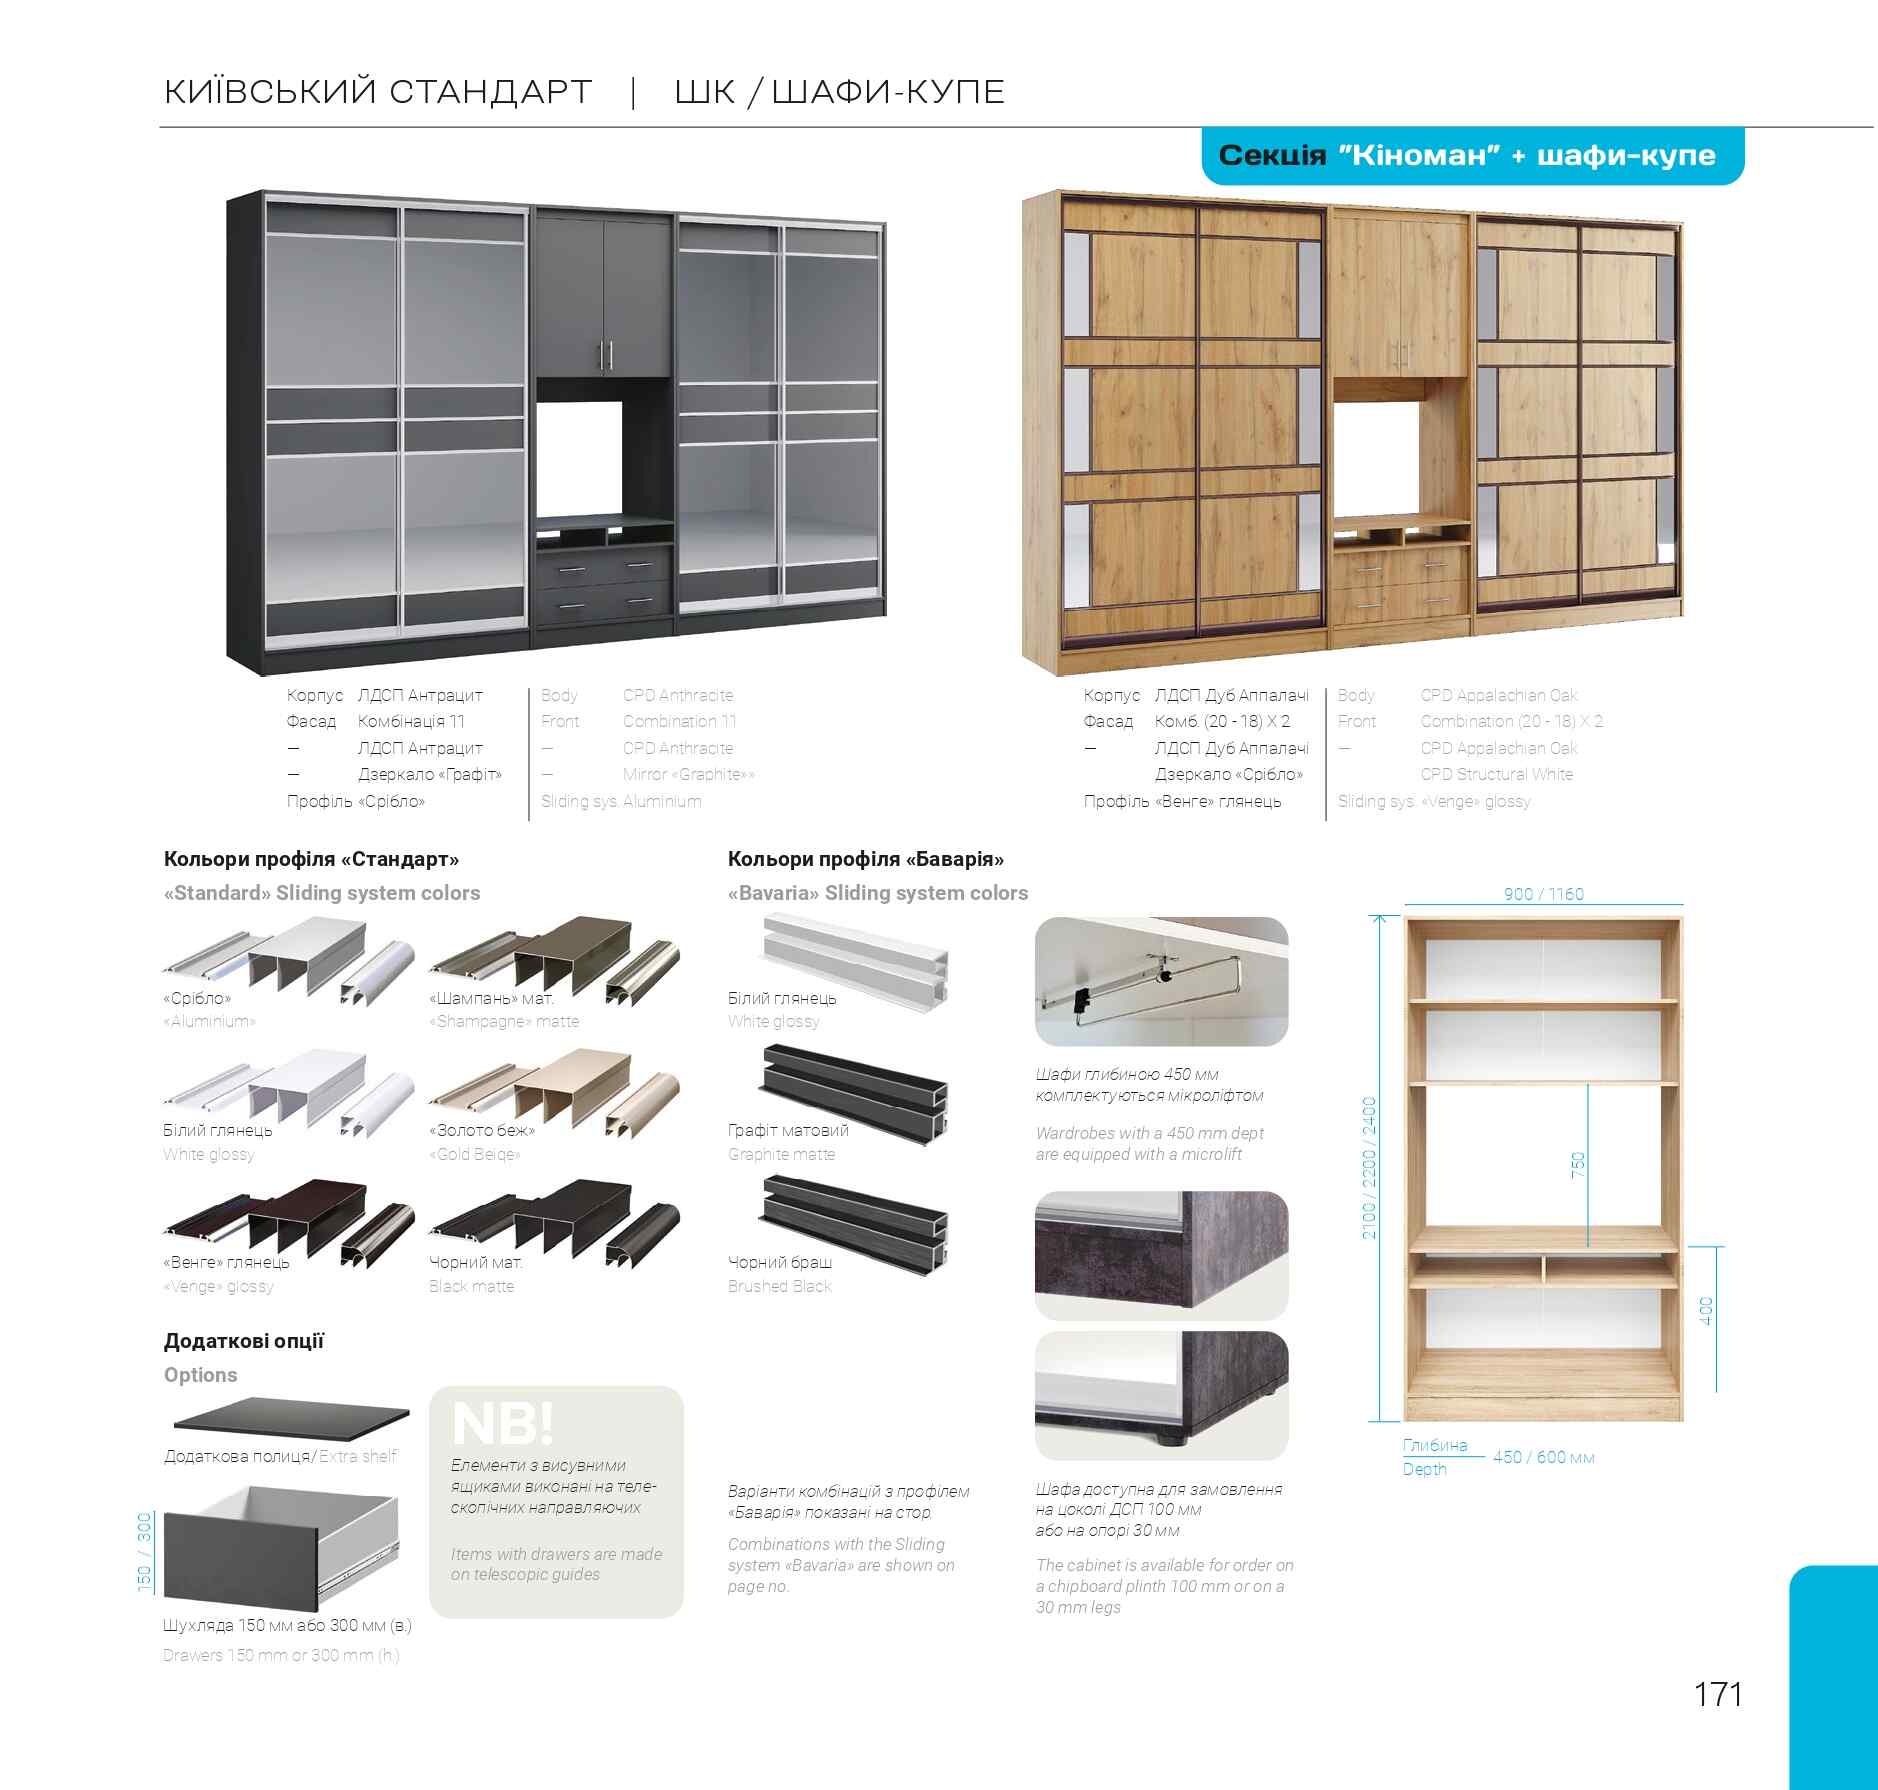 КИЇВСЬКИЙ СТАНДАРТ | ШК / ШАФИ-КУПЕ
Секція "Кіноман" + шафи-купе
Корпус ЛДСП Антрацит
Фасад Комбінація 11
— ЛДСП Антрацит
— Дзеркало «Графіт»
Профіль «Срібло»
Body CPD Anthracite
Front Combination 11
— CPD Anthracite
— Mirror «Graphite»»
Sliding sys. Aluminium
Корпус ЛДСП Дуб Аппалачі
Фасад Комб. (20 - 18) X 2
— ЛДСП Дуб Аппалачі
Дзеркало «Срібло»
Профіль «Венге» глянець
Body CPD Appalachian Oak
Front Combination (20 - 18) X 2
— CPD Appalachian Oak
CPD Structural White
Sliding sys. «Venge» glossy
Кольори профіля «Стандарт»
«Standard» Sliding system colors
«Срібло»
«Aluminium»
«Шампань» мат.
«Shampagne» matte
Білий глянець
White glossy
«Золото беж»
«Gold Beiqe»
«Венге» глянець
«Venge» glossy
Чорний мат.
Black matte
Кольори профіля «Баварія»
«Bavaria» Sliding system colors
Білий глянець
White glossy
Графіт матовий
Graphite matte
Чорний браш
Brushed Black
Шафи глибиною 450 мм
комплектуються мікроліфтом
Wardrobes with a 450 mm dept
are equipped with a microlift
900 / 1160
2100 / 2200 / 2400
750
400
Глибина
Depth
450 / 600 мм
Додаткові опції
Options
Додаткова полиця/Extra shelf
150 / 300
Шухляда 150 мм або 300 мм (в.)
Drawers 150 mm or 300 mm (h.)
NB!
Елементи з висувними
ящиками виконані на теле-
скопічних направляючих
Items with drawers are made
on telescopic guides
Варіанти комбінацій з профілем
«Баварія» показані на стор.
Combinations with the Sliding
system «Bavaria» are shown on
page no.
Шафа доступна для замовлення
на цоколі ДСП 100 мм
або на опорі 30 мм
The cabinet is available for order on
a chipboard plinth 100 mm or on a
30 mm legs
171